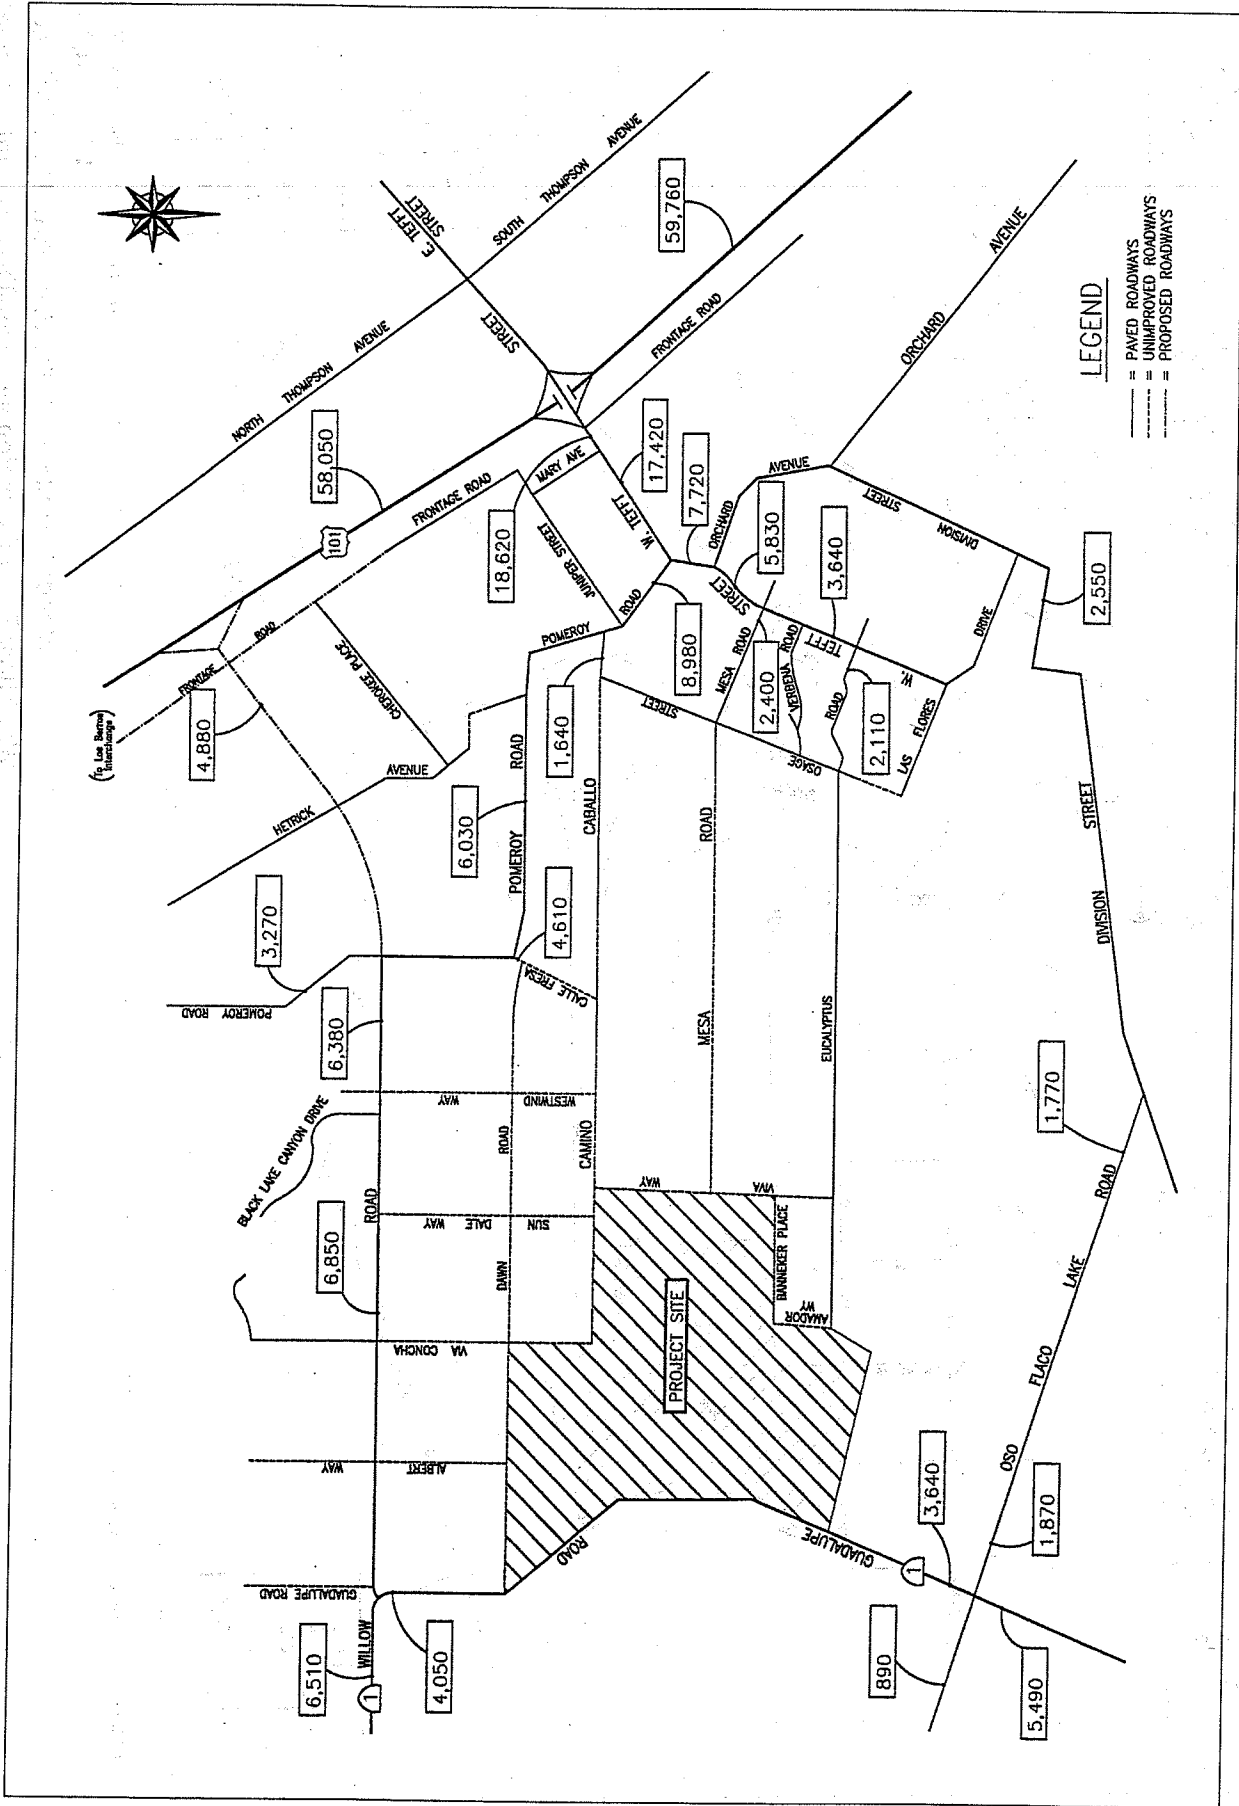 NORTH THOMPSON AVENUE
E. TEFFT
STREET
SOUTH THOMPSON AVENUE
STREET
58,050
101
FRONTAGE ROAD
59,760
FRONTAGE ROAD
MARY AVE
18,620
JUNIPER STREET
W. TEFFT
17,420
(To Los Berros
Interchange)
FRONTAGE ROAD
4,880
CHEROKEE PLACE
HETRICK
AVENUE
POMEROY
ROAD
7,720
ORCHARD
AVENUE
ORCHARD
AVENUE
8,980
STREET
5,830
1,640
STREET
MESA ROAD
2,400
VERBENA ROAD
TEFFT
3,640
W.
ROAD
2,110
OSAGE
LAS FLORES
DRIVE
STREET
DIVISION
2,550
POMEROY ROAD
6,030
CABALLO
ROAD
3,270
POMEROY ROAD
4,610
CALLE FRESA
6,380
MESA
EUCALYPTUS
DIVISION
STREET
BLACK LAKE CANYON DRIVE
WESTWIND
WAY
ROAD
CAMINO
ROAD
6,850
SUN DALE WAY
DAWN
VIVA
WAY
BANNEKER PLACE
AMADOR
WY
PROJECT SITE
VIA CONCHA
ALBERT
WAY
1,770
OSO FLACO LAKE ROAD
GUADALUPE ROAD
WILLOW
6,510
1
4,050
ROAD
GUADALUPE
1
3,640
1,870
890
5,490
LEGEND
= PAVED ROADWAYS
= UNIMPROVED ROADWAYS
= PROPOSED ROADWAYS